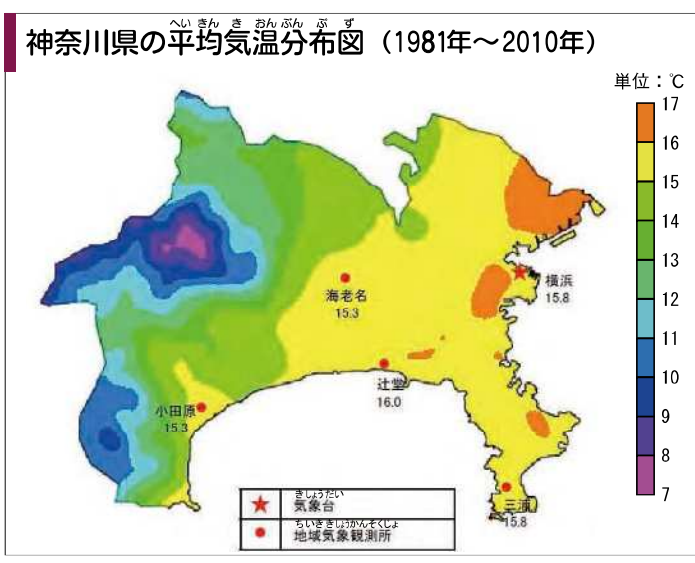 へいきんきおんぶんぷず
神奈川県の平均気温分布図（1981年～2010年）
単位：℃
17
16
15
14
13
12
11
10
9
8
7
横浜
15.8
海老名
15.3
辻堂
16.0
小田原
15.3
三浦
15.8
きしょうだい
気象台
ちいききしょうかんそくじょ
地域気象観測所